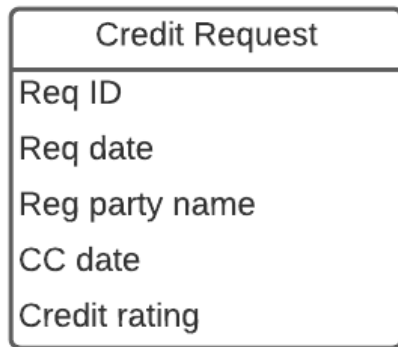 Credit Request
Req ID
Req date
Reg party name
CC date
Credit rating